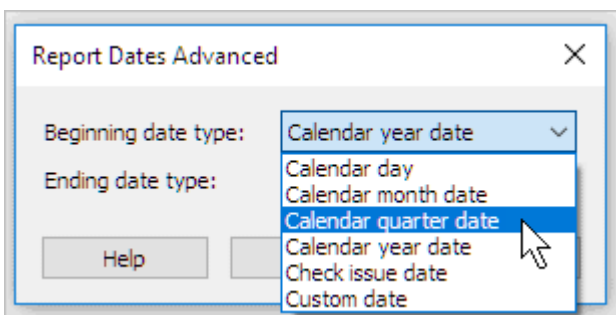 Report Dates Advanced
Beginning date type: Calendar year date
Ending date type:
Calendar day
Calendar month date
Calendar quarter date
Calendar year date
Check issue date
Custom date
Help